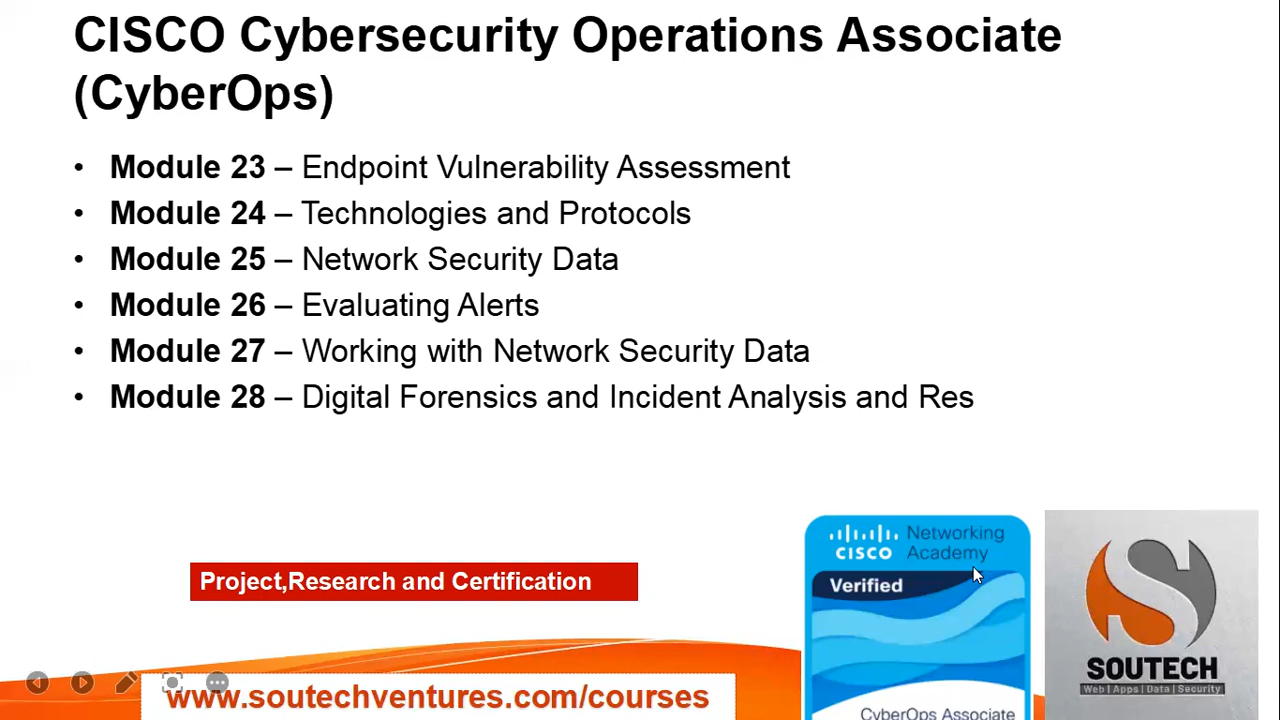 CISCO Cybersecurity Operations Associate
(CyberOps)
• Module 23 – Endpoint Vulnerability Assessment
• Module 24 – Technologies and Protocols
• Module 25 – Network Security Data
• Module 26 – Evaluating Alerts
• Module 27 – Working with Network Security Data
• Module 28 – Digital Forensics and Incident Analysis and Res
Project,Research and Certification
www.soutechventures.com/courses
CISCO
Networking
Academy
Verified
CyberOps Associate
SOUTECH
Web | Apps | Data | Security